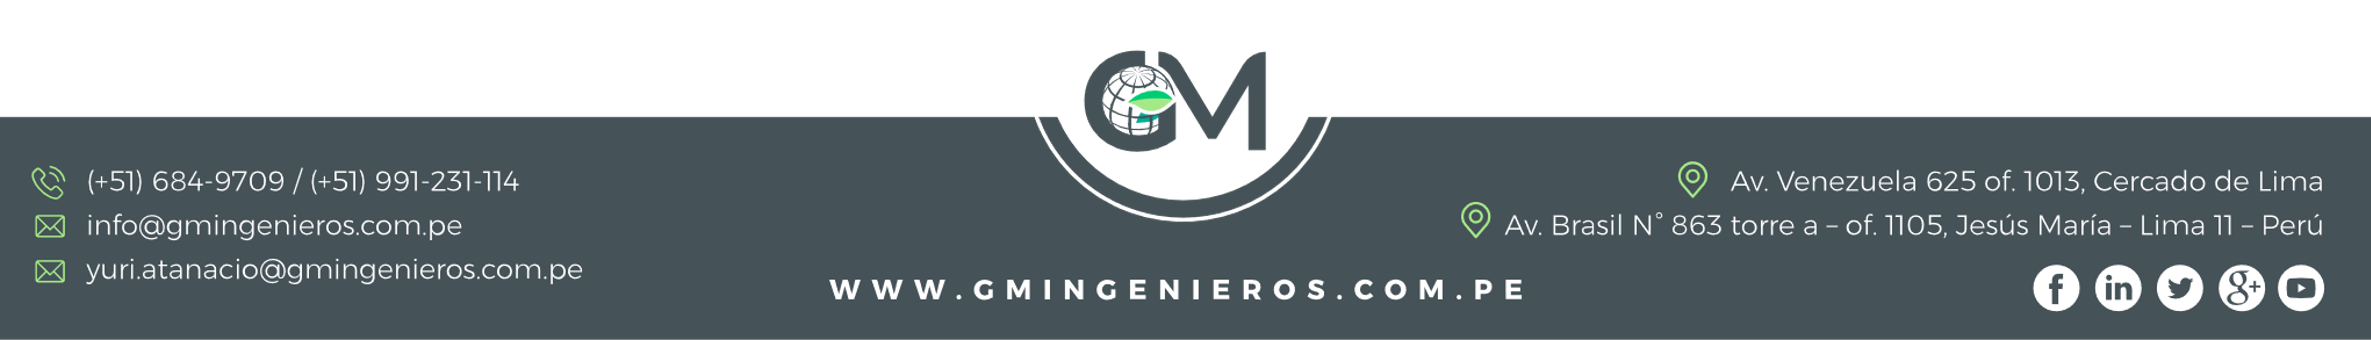 GM
(+51) 684-9709 / (+51) 991-231-114
info@gmingenieros.com.pe
yuri.atanacio@gmingenieros.com.pe
WWW.GMINGENIEROS.COM.PE
Av. Venezuela 625 of. 1013, Cercado de Lima
Av. Brasil N° 863 torre a – of. 1105, Jesús María – Lima 11 – Perú
f in g+